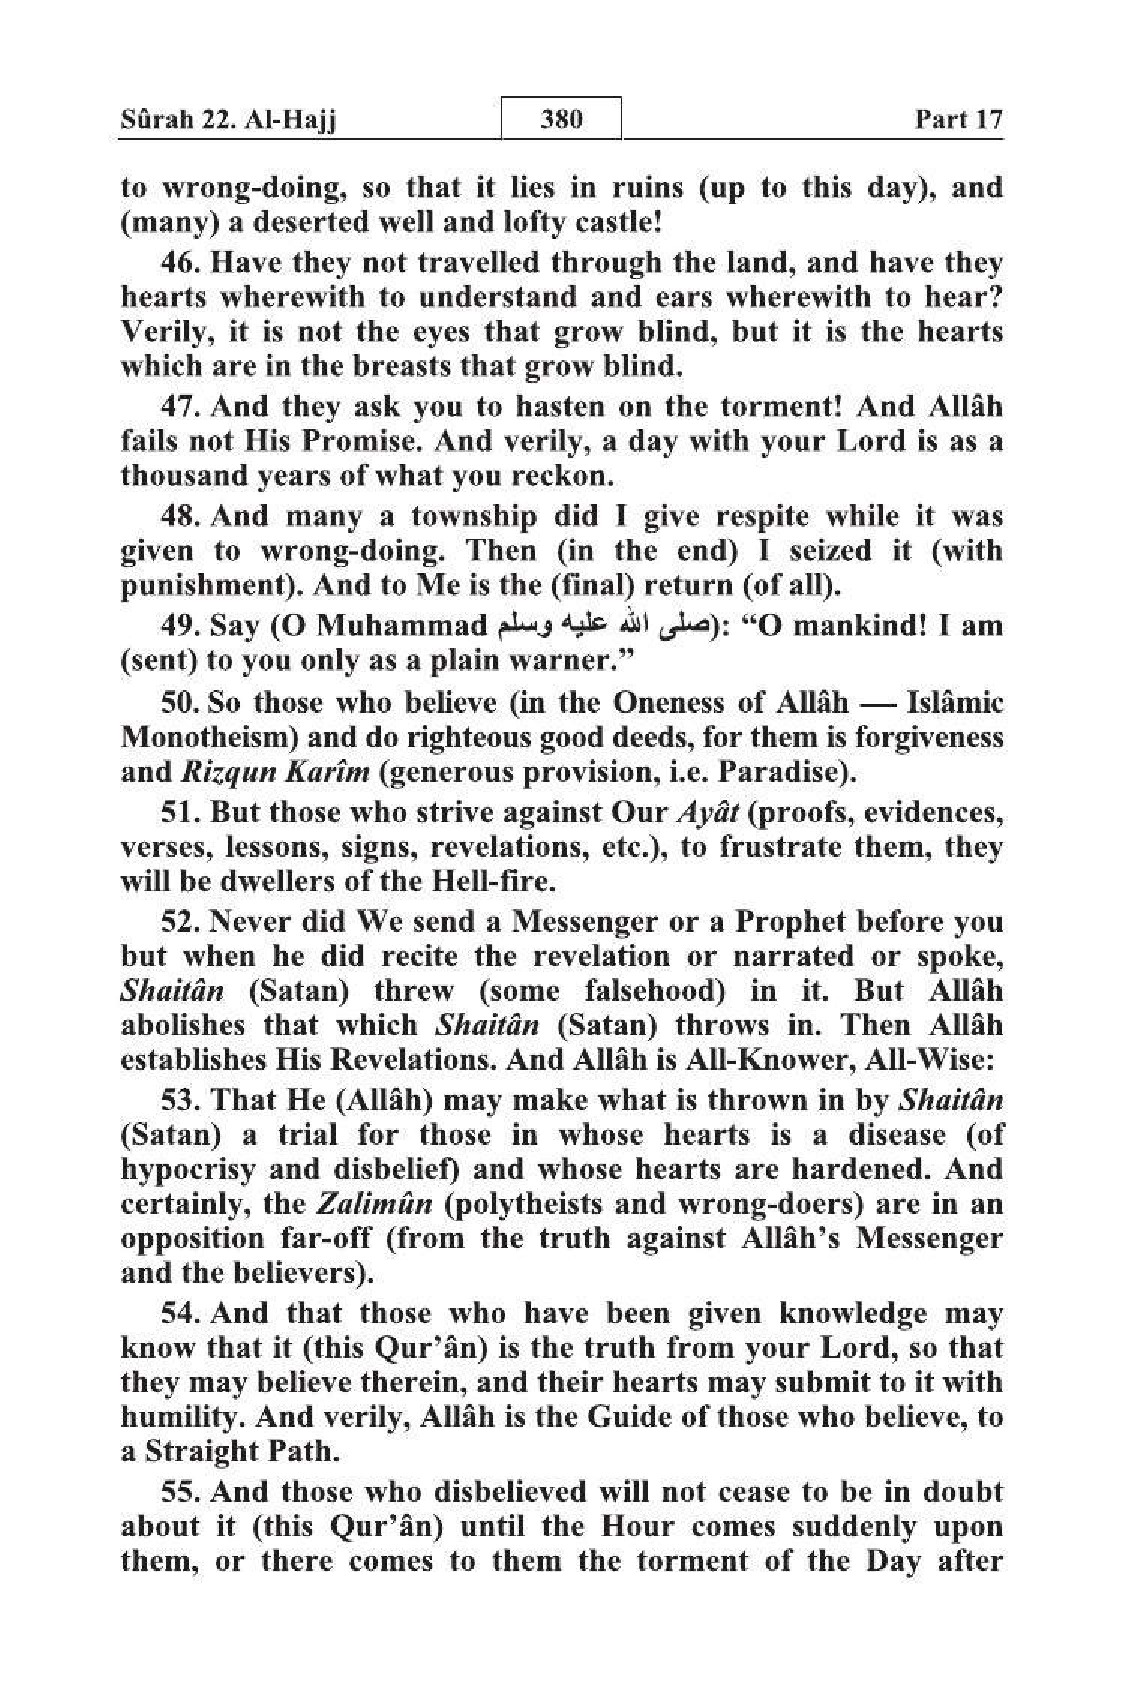 Sûrah 22. Al-Hajj 380 Part 17
to wrong-doing, so that it lies in ruins (up to this day), and
(many) a deserted well and lofty castle!
46. Have they not travelled through the land, and have they
hearts wherewith to understand and ears wherewith to hear?
Verily, it is not the eyes that grow blind, but it is the hearts
which are in the breasts that grow blind.
47. And they ask you to hasten on the torment! And Allâh
fails not His Promise. And verily, a day with your Lord is as a
thousand years of what you reckon.
48. And many a township did I give respite while it was
given to wrong-doing. Then (in the end) I seized it (with
punishment). And to Me is the (final) return (of all).
49. Say (O Muhammad صلى الله عليه وسلم): “O mankind! I am
(sent) to you only as a plain warner.”
50. So those who believe (in the Oneness of Allâh — Islâmic
Monotheism) and do righteous good deeds, for them is forgiveness
and Rizqun Karîm (generous provision, i.e. Paradise).
51. But those who strive against Our Ayât (proofs, evidences,
verses, lessons, signs, revelations, etc.), to frustrate them, they
will be dwellers of the Hell-fire.
52. Never did We send a Messenger or a Prophet before you
but when he did recite the revelation or narrated or spoke,
Shaitân (Satan) threw (some falsehood) in it. But Allâh
abolishes that which Shaitân (Satan) throws in. Then Allâh
establishes His Revelations. And Allâh is All-Knower, All-Wise:
53. That He (Allâh) may make what is thrown in by Shaitân
(Satan) a trial for those in whose hearts is a disease (of
hypocrisy and disbelief) and whose hearts are hardened. And
certainly, the Zalimûn (polytheists and wrong-doers) are in an
opposition far-off (from the truth against Allâh’s Messenger
and the believers).
54. And that those who have been given knowledge may
know that it (this Qur’ân) is the truth from your Lord, so that
they may believe therein, and their hearts may submit to it with
humility. And verily, Allâh is the Guide of those who believe, to
a Straight Path.
55. And those who disbelieved will not cease to be in doubt
about it (this Qur’ân) until the Hour comes suddenly upon
them, or there comes to them the torment of the Day after